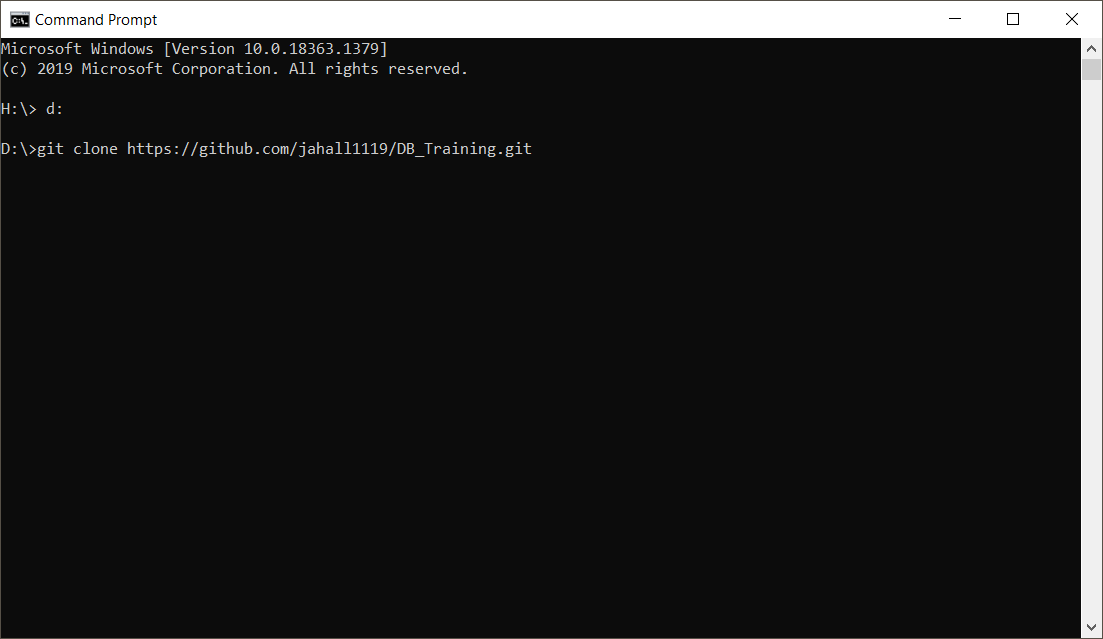 Command Prompt
Microsoft Windows [Version 10.0.18363.1379]
(c) 2019 Microsoft Corporation. All rights reserved.
H:\> d:
D:\>git clone https://github.com/jahall1119/DB_Training.git